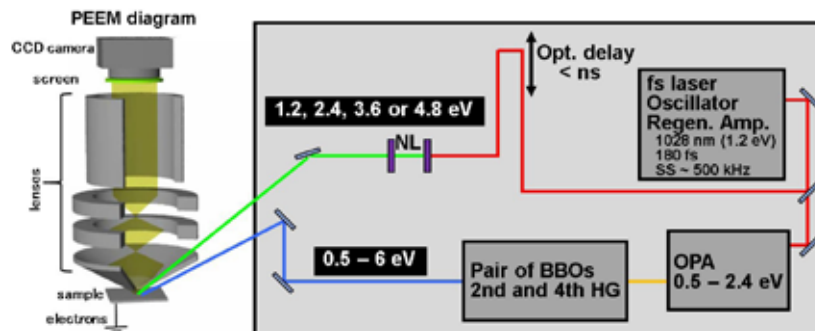 PEEM diagram
CCD camera
screen
lenses
sample
electrons
Opt. delay
< ns
fs laser
Oscillator
Regen. Amp.
1028 nm (1.2 eV)
180 fs
SS ~ 500 kHz
1.2, 2.4, 3.6 or 4.8 eV
NL
0.5 – 6 eV
Pair of BBOs
2nd and 4th HG
OPA
0.5 – 2.4 eV